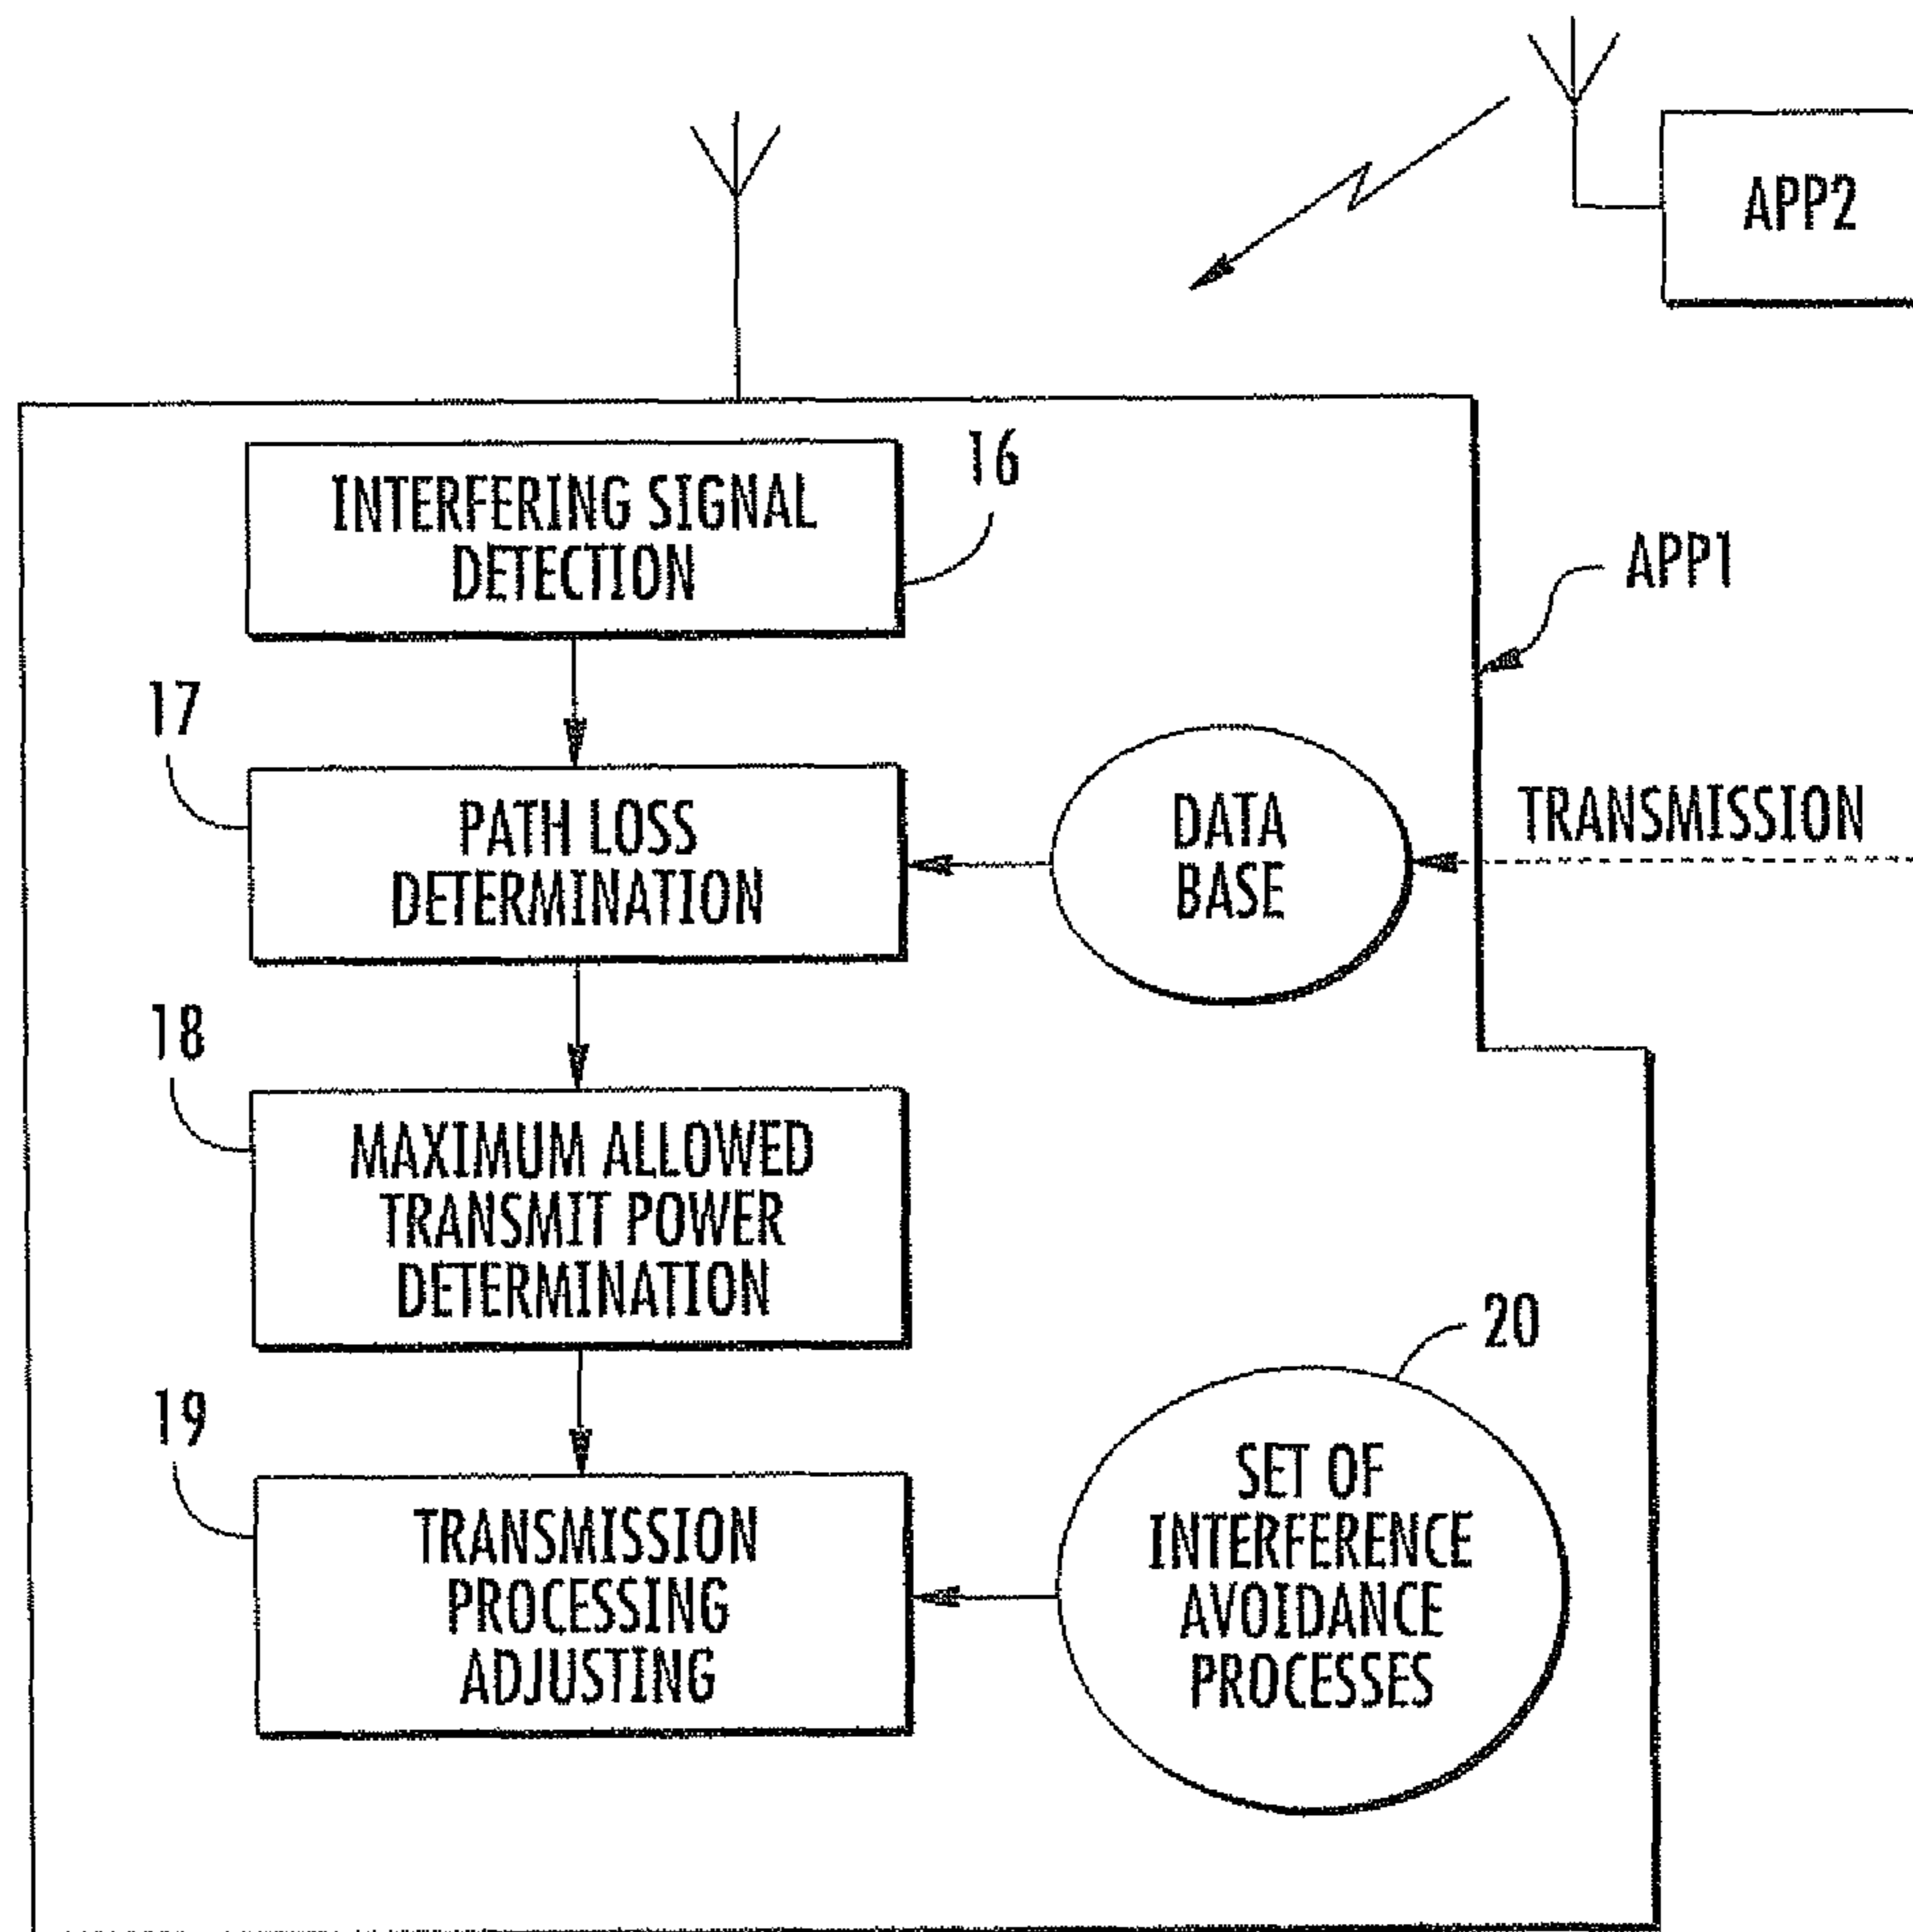 APP2
INTERFERING SIGNAL
DETECTION
16
APP1
17
PATH LOSS
DETERMINATION
DATA
BASE
TRANSMISSION
18
MAXIMUM ALLOWED
TRANSMIT POWER
DETERMINATION
20
19
TRANSMISSION
PROCESSING
ADJUSTING
SET OF
INTERFERENCE
AVOIDANCE
PROCESSES